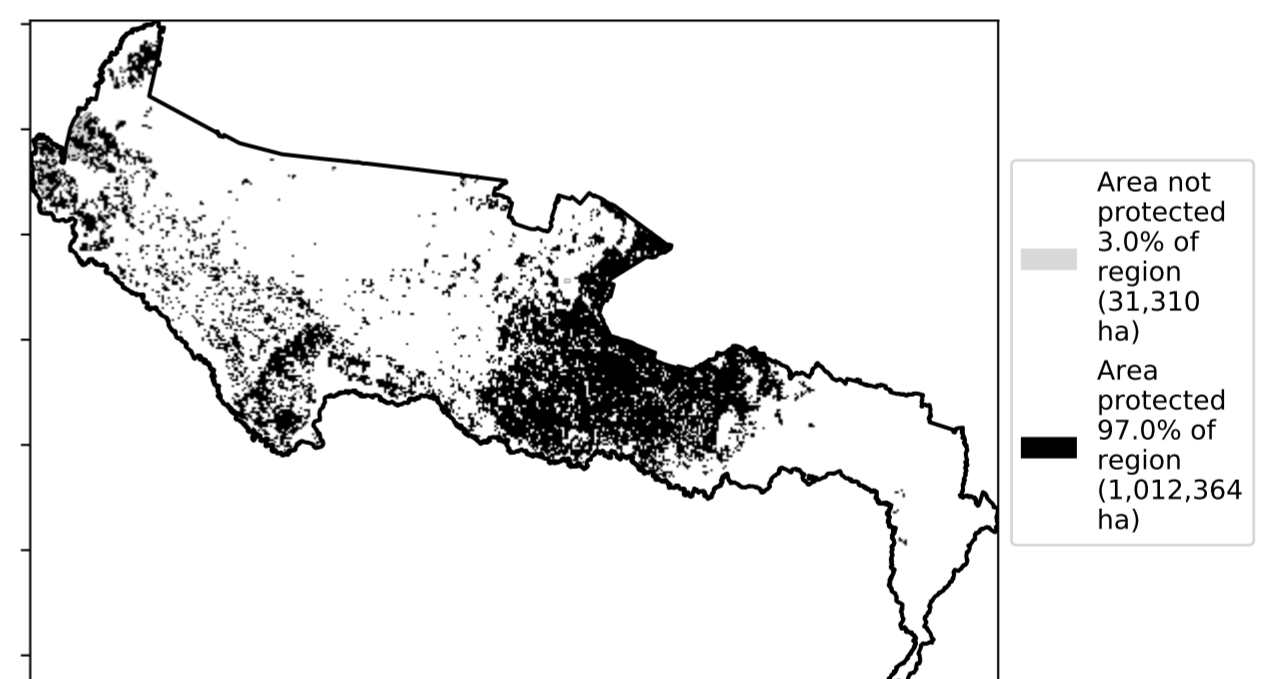 Area not
protected
3.0% of
region
(31,310
ha)
Area
protected
97.0% of
region
(1,012,364
ha)